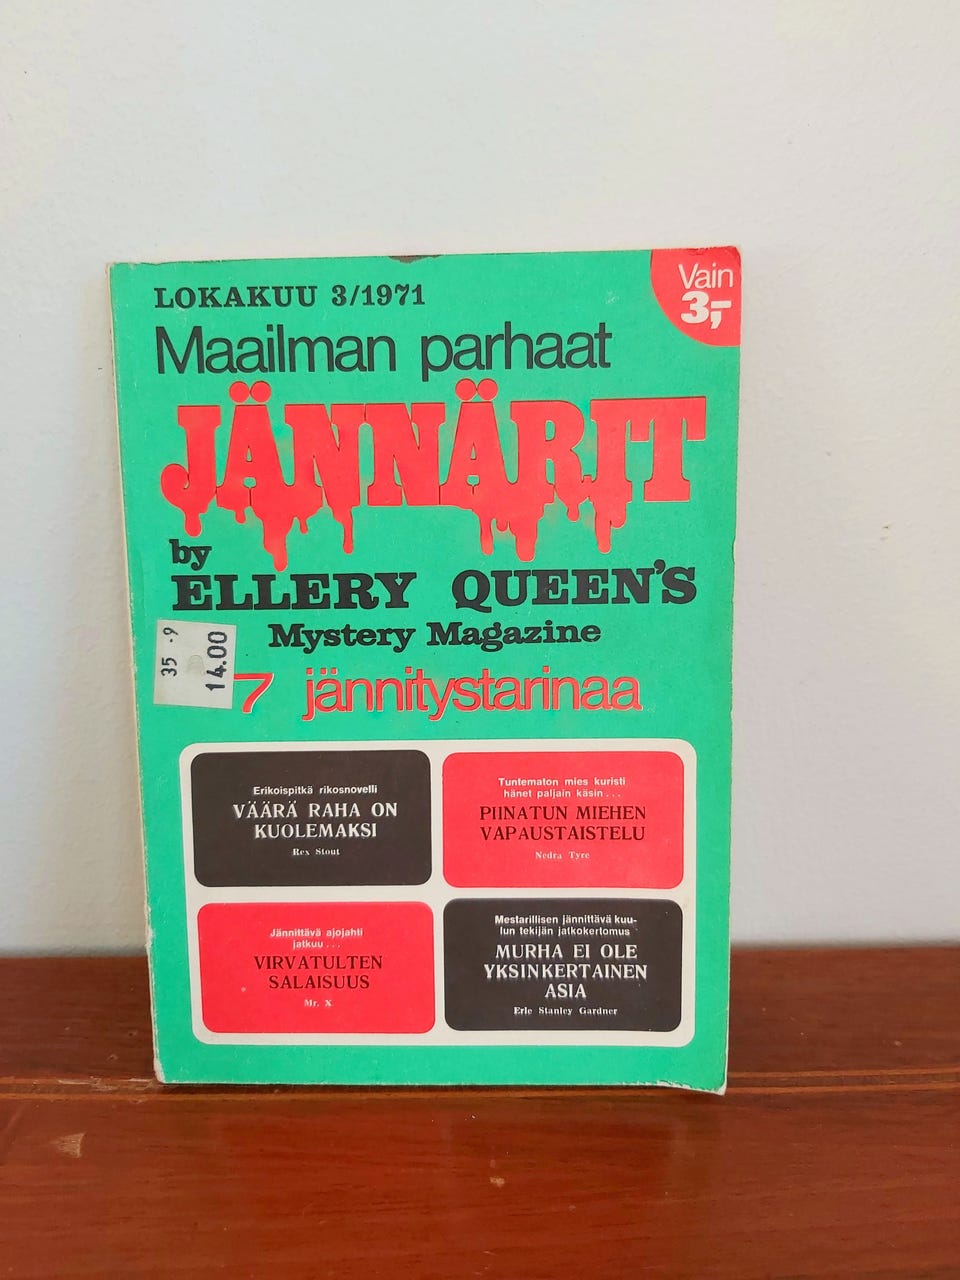 LOKAKUU 3/1971
Vain
3,-
Maailman parhaat
JÄNNÄRIT
by
ELLERY QUEEN'S
Mystery Magazine
35 -9
14.00
7 jännitystarinaa
Erikoispitkä rikosnovelli
VÄÄRÄ RAHA ON
KUOLEMAKSI
Rex Stout
Tuntematon mies kuristi
hänet paljain käsin...
PIINATUN MIEHEN
VAPAUSTAISTELU
Nedra Tyre
Jännittävä ajojahti
jatkuu...
VIRVATULTEN
SALAISUUS
Mr. X
Mestarillisen jännittävä kuu-
lun tekijän jatkokertomus
MURHA EI OLE
YKSINKERTAINEN
ASIA
Erle Stanley Gardner